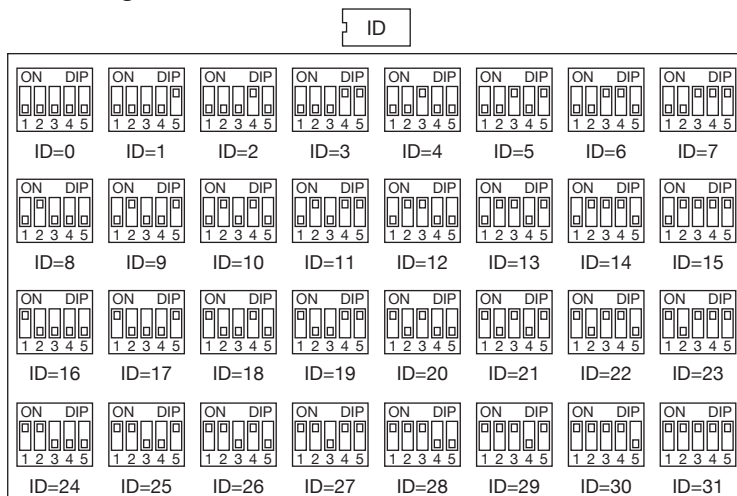 ID
ON DIP ON DIP ON DIP ON DIP ON DIP ON DIP ON DIP ON DIP
1 2 3 4 5 1 2 3 4 5 1 2 3 4 5 1 2 3 4 5 1 2 3 4 5 1 2 3 4 5 1 2 3 4 5 1 2 3 4 5
ID=0 ID=1 ID=2 ID=3 ID=4 ID=5 ID=6 ID=7
ON DIP ON DIP ON DIP ON DIP ON DIP ON DIP ON DIP ON DIP
1 2 3 4 5 1 2 3 4 5 1 2 3 4 5 1 2 3 4 5 1 2 3 4 5 1 2 3 4 5 1 2 3 4 5 1 2 3 4 5
ID=8 ID=9 ID=10 ID=11 ID=12 ID=13 ID=14 ID=15
ON DIP ON DIP ON DIP ON DIP ON DIP ON DIP ON DIP ON DIP
1 2 3 4 5 1 2 3 4 5 1 2 3 4 5 1 2 3 4 5 1 2 3 4 5 1 2 3 4 5 1 2 3 4 5 1 2 3 4 5
ID=16 ID=17 ID=18 ID=19 ID=20 ID=21 ID=22 ID=23
ON DIP ON DIP ON DIP ON DIP ON DIP ON DIP ON DIP ON DIP
1 2 3 4 5 1 2 3 4 5 1 2 3 4 5 1 2 3 4 5 1 2 3 4 5 1 2 3 4 5 1 2 3 4 5 1 2 3 4 5
ID=24 ID=25 ID=26 ID=27 ID=28 ID=29 ID=30 ID=31